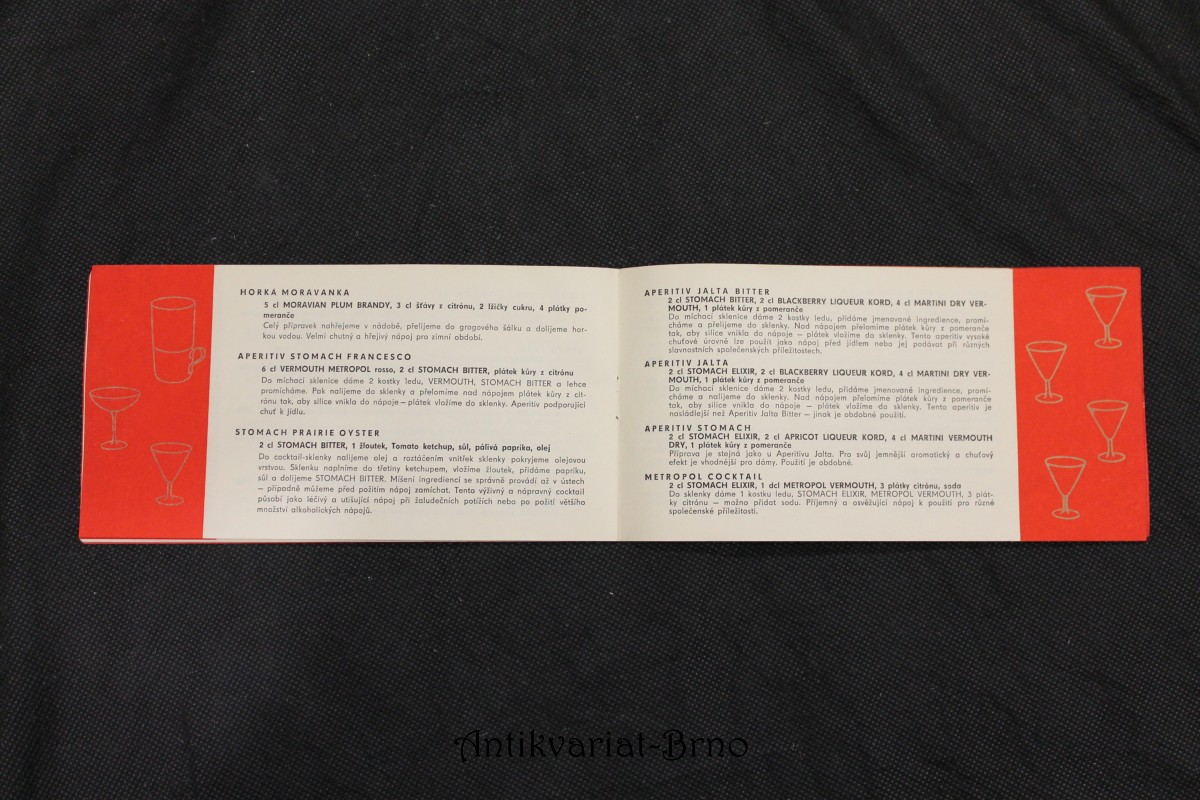 HORKÁ MORAVANKA
5 cl MORAVIAN PLUM BRANDY, 3 cl šťávy z citrónu, 2 lžičky cukru, 4 plátky po-
meranče
Celý přípravek nahřejeme v nádobě, přelijeme do grogového šálku a dolijeme hor-
kou vodou. Velmi chutný a hřejivý nápoj pro zimní období.
APERITIV STOMACH FRANCESCO
6 cl VERMOUTH METROPOL rosso, 2 cl STOMACH BITTER, plátek kůry z citrónu
Do míchací sklenice dáme 2 kostky ledu, VERMOUTH, STOMACH BITTER a lehce
promícháme. Pak nalijeme do sklenky a přelomíme nad nápojem plátek kůry z cit-
rónu tak, aby silice vnikla do nápoje — plátek vložíme do sklenky. Aperitiv podporující
chuť k jídlu.
STOMACH PRAIRIE OYSTER
2 cl STOMACH BITTER, 1 žloutek, Tomato ketchup, sůl, pálivá paprika, olej
Do cocktail-sklenky nalijeme olej a roztáčením vnitřek sklenky pakryjeme olejovou
vrstvou. Sklenku naplníme do třetiny ketchupem, vložíme žloutek, přidáme papriku,
sůl a dolijeme STOMACH BITTER. Míšení ingrediencí se správně provádí až v ústech
— případně můžeme před požitím nápoj zamíchat. Tento výživný a nápravný cocktail
působí jako léčivý a utišující nápoj při žaludečních potížích nebo po požití většího
množství alkoholických nápojů.
APERITIV JALTA BITTER
2 cl STOMACH BITTER, 2 cl BLACKBERRY LIQUEUR KORD, 4 cl MARTINI DRY VER-
MOUTH, 1 plátek kůry z pomeranče
Do míchací sklenice dáme 2 kostky ledu, přidáme jmenované ingredience, promí-
cháme a přelijeme do sklenky. Nad nápojem přelomíme plátek kůry z pomeranče
tak, aby silice vnikla do nápoje — plátek vložíme do sklenky. Tento aperitiv vysoké
chuťové úrovně lze použít jako nápoj před jídlem nebo jej podávat při různých
slavnostních společenských příležitostech.
APERITIV JALTA
2 cl STOMACH ELIXIR, 2 cl BLACKBERRY LIQUEUR KORD, 4 cl MARTINI DRY VER-
MOUTH, 1 plátek kůry z pomeranče
Do míchací sklenice dáme 2 kostky ledu, přidáme jmenované ingredience, promí-
cháme a nalijeme do sklenky. Nad nápojem přelomíme plátek kůry z pomeranče
tak, aby silice vnikla do nápoje — plátek vložíme do sklenky. Tento aperitiv je
nasládlejší než Aperitiv Jalta Bitter — jinak je obdobné použití.
APERITIV STOMACH
2 cl STOMACH ELIXIR, 2 cl APRICOT LIQUEUR KORD, 4 cl MARTINI VERMOUTH
DRY, 1 plátek kůry z pomeranče
Příprava je stejná jako u Aperitivu Jalta. Pro svůj jemnější aromatický a chuťový
efekt je vhodnější pro dámy. Použití je obdobné.
METROPOL COCKTAIL
2 cl STOMACH ELIXIR, 1 dcl METROPOL VERMOUTH, 3 plátky citrónu, soda
Do sklenky dáme 1 kostku ledu, STOMACH ELIXIR, METROPOL VERMOUTH, 3 plát-
ky citrónu — možno přidat sodu. Příjemný a osvěžující nápoj k použití pro různé
společenské příležitosti.
Antikvariat-Brno